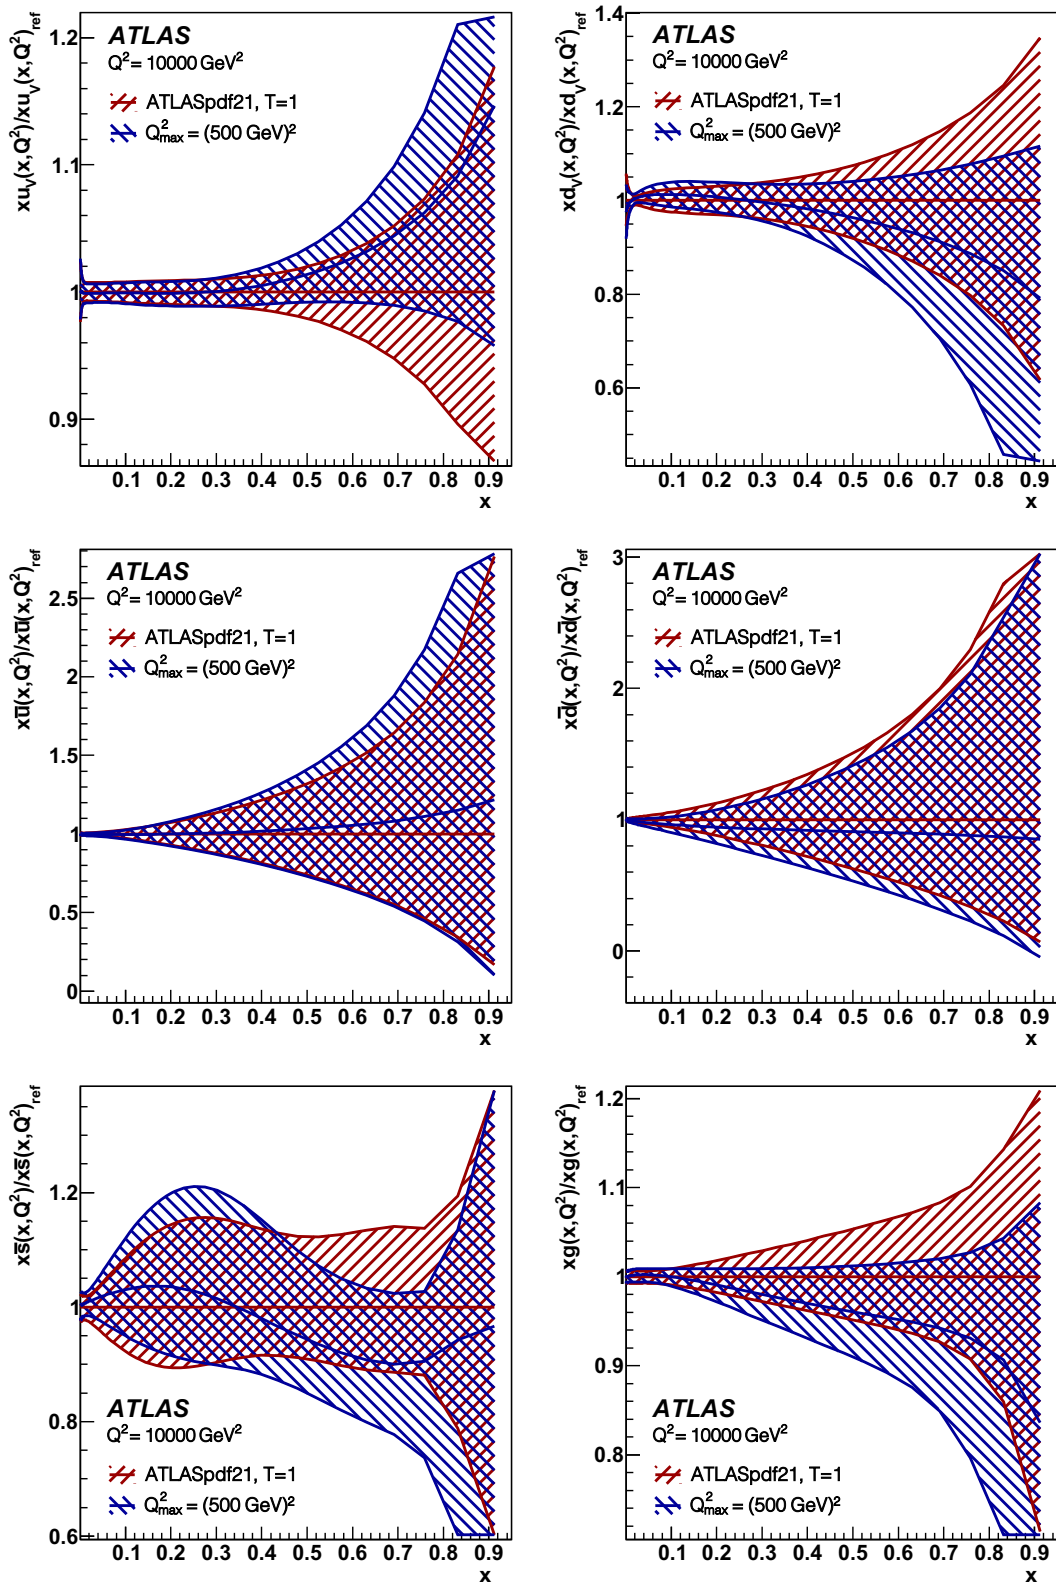 xu_V(x,Q²)/xu_V(x,Q²)_ref
ATLAS
Q² = 10000 GeV²
ATLASpdf21, T=1
Q²_max = (500 GeV)²
1.2
1.1
1
0.9
0.1 0.2 0.3 0.4 0.5 0.6 0.7 0.8 0.9
x
xd_V(x,Q²)/xd_V(x,Q²)_ref
ATLAS
Q² = 10000 GeV²
ATLASpdf21, T=1
Q²_max = (500 GeV)²
1.4
1.2
1
0.8
0.6
0.1 0.2 0.3 0.4 0.5 0.6 0.7 0.8 0.9
x
xū(x,Q²)/xū(x,Q²)_ref
ATLAS
Q² = 10000 GeV²
ATLASpdf21, T=1
Q²_max = (500 GeV)²
2.5
2
1.5
1
0.5
0
0.1 0.2 0.3 0.4 0.5 0.6 0.7 0.8 0.9
x
xd̄(x,Q²)/xd̄(x,Q²)_ref
ATLAS
Q² = 10000 GeV²
ATLASpdf21, T=1
Q²_max = (500 GeV)²
3
2
1
0
0.1 0.2 0.3 0.4 0.5 0.6 0.7 0.8 0.9
x
xs̄(x,Q²)/xs̄(x,Q²)_ref
1.2
1
0.8
0.6
ATLAS
Q² = 10000 GeV²
ATLASpdf21, T=1
Q²_max = (500 GeV)²
0.1 0.2 0.3 0.4 0.5 0.6 0.7 0.8 0.9
x
xg(x,Q²)/xg(x,Q²)_ref
1.2
1.1
1
0.9
0.8
ATLAS
Q² = 10000 GeV²
ATLASpdf21, T=1
Q²_max = (500 GeV)²
0.1 0.2 0.3 0.4 0.5 0.6 0.7 0.8 0.9
x